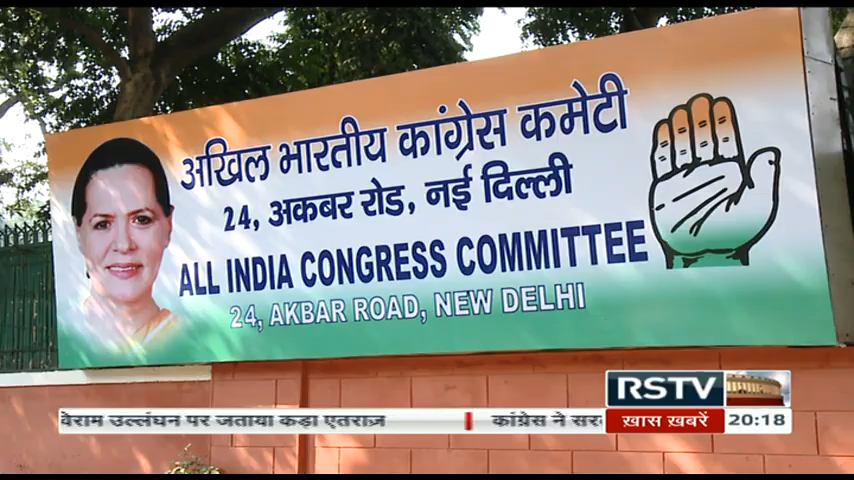 अखिल भारतीय कांग्रेस कमेटी
24, अकबर रोड, नई दिल्ली
ALL INDIA CONGRESS COMMITTEE
24, AKBAR ROAD, NEW DELHI
RSTV
उल्लंघन पर जताया कड़ा एतराज़ कांग्रेस ने
ख़ास ख़बरें 20:18